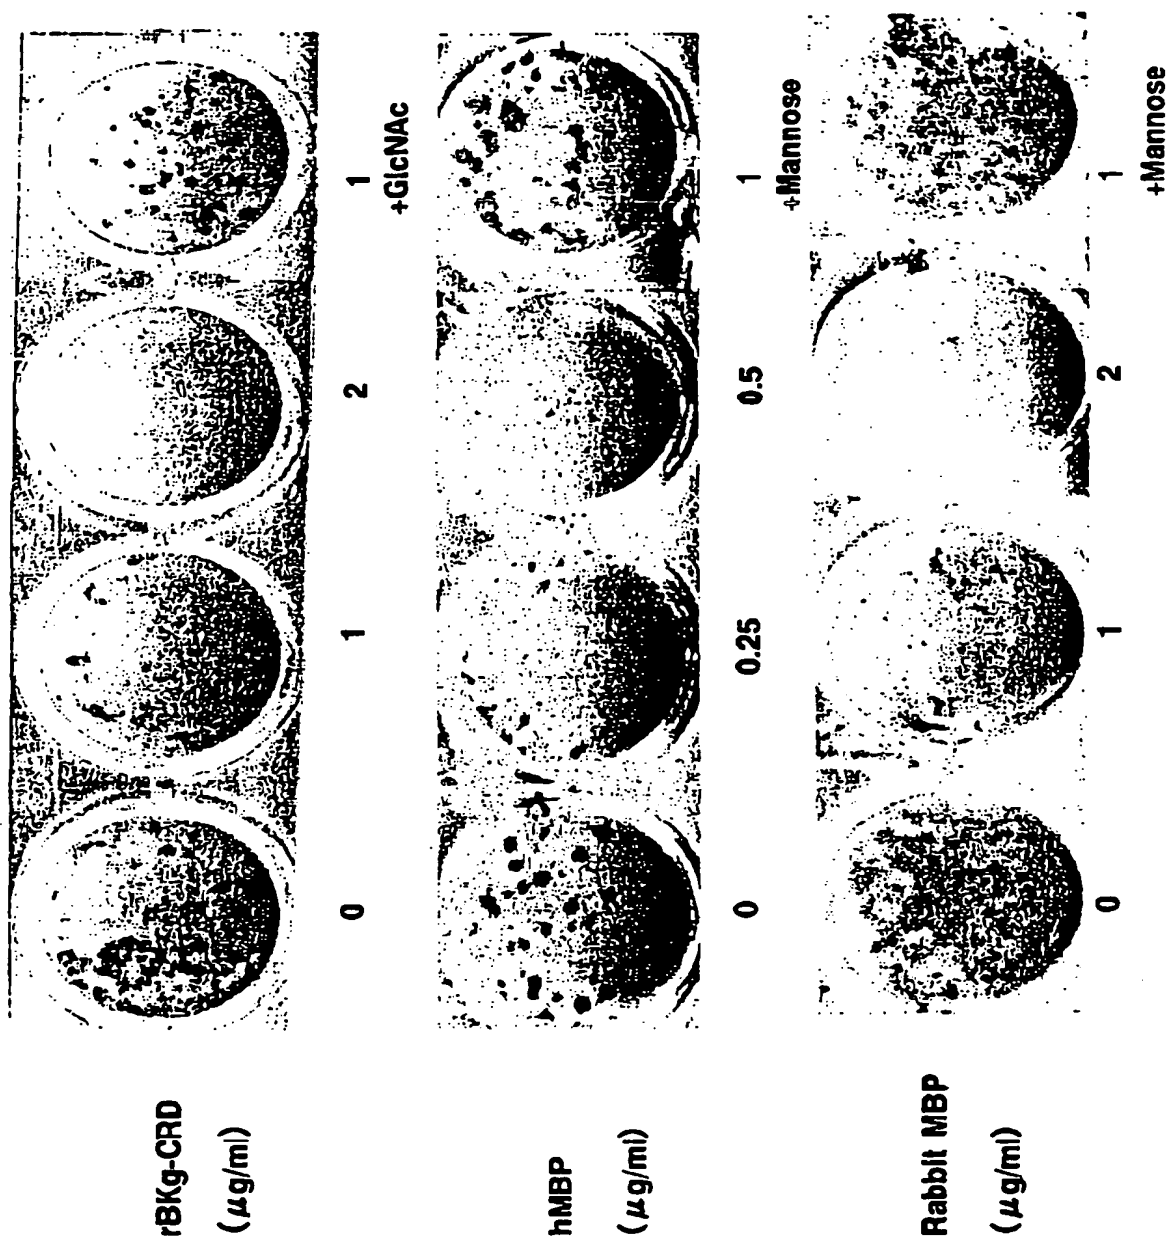 rBKg-CRD
(μg/ml)
0
1
2
1
+GlcNAc
hMBP
(μg/ml)
0
0.25
0.5
1
+Mannose
Rabbit MBP
(μg/ml)
0
1
2
1
+Mannose